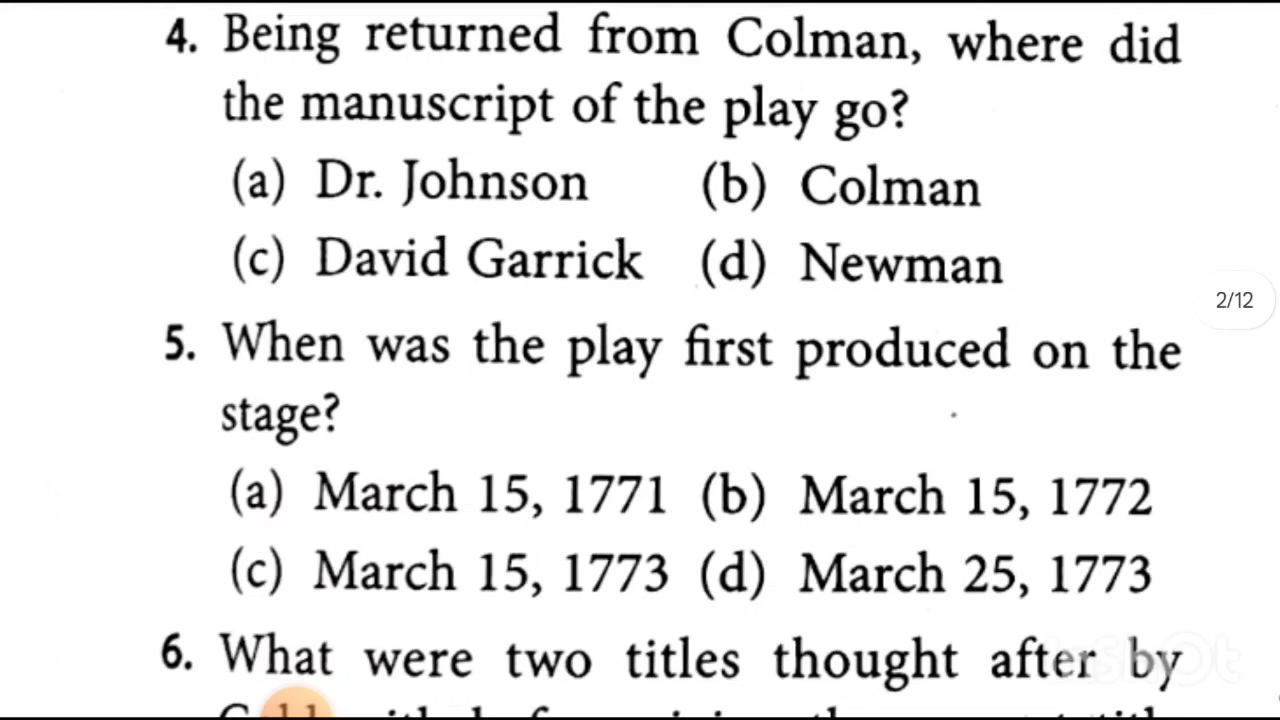 4. Being returned from Colman, where did
the manuscript of the play go?
(a) Dr. Johnson (b) Colman
(c) David Garrick (d) Newman
2/12
5. When was the play first produced on the
stage?
(a) March 15, 1771 (b) March 15, 1772
(c) March 15, 1773 (d) March 25, 1773
6. What were two titles thought after by